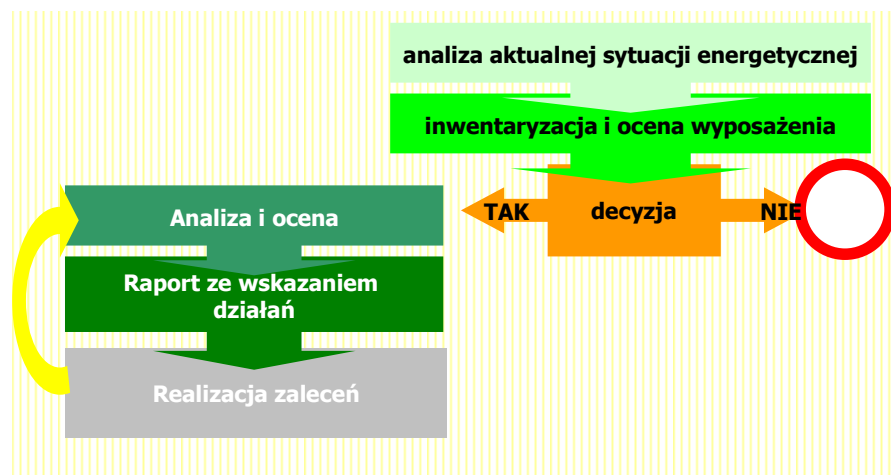 analiza aktualnej sytuacji energetycznej
inwentaryzacja i ocena wyposażenia
TAK
decyzja
NIE
Analiza i ocena
Raport ze wskazaniem
działań
Realizacja zaleceń